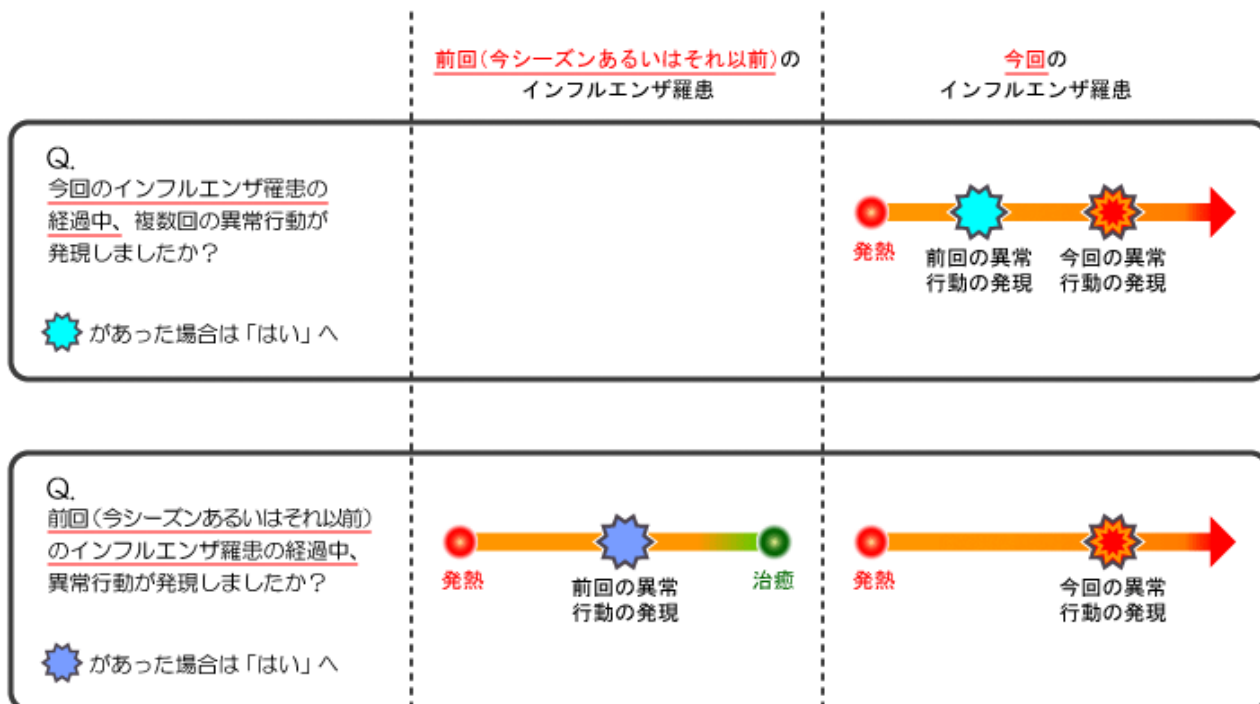 前回(今シーズンあるいはそれ以前)の
インフルエンザ羅患
今回の
インフルエンザ羅患
Q.
今回のインフルエンザ罹患の
経過中、複数回の異常行動が
発現しましたか？
があった場合は「はい」へ
発熱
前回の異常
行動の発現
今回の異常
行動の発現
Q.
前回(今シーズンあるいはそれ以前)
のインフルエンザ羅患の経過中、
異常行動が発現しましたか？
があった場合は「はい」へ
発熱
前回の異常
行動の発現
治癒
発熱
今回の異常
行動の発現